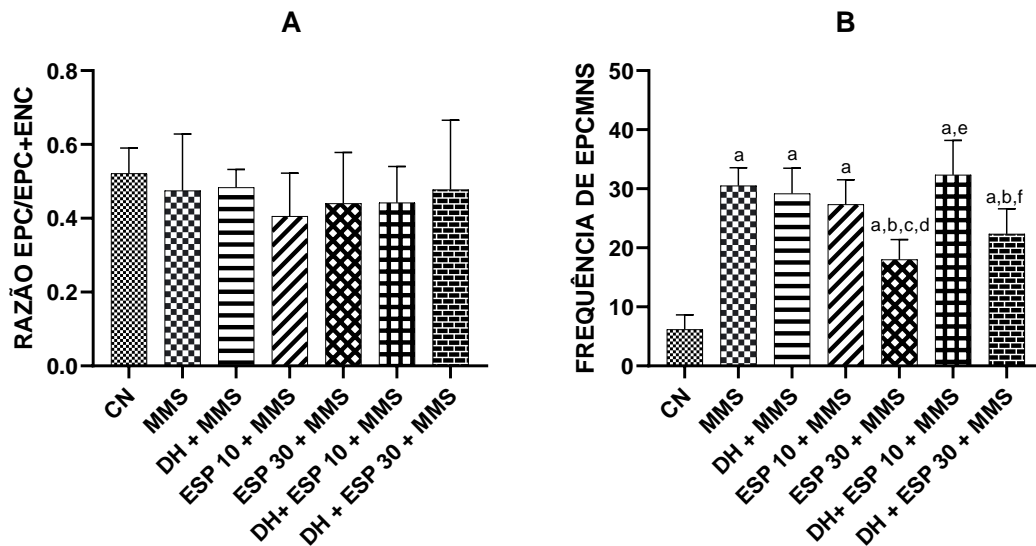 A
RAZÃO EPC/EPC+ENC
0.8
0.6
0.4
0.2
0.0
CN
MMS
DH + MMS
ESP 10 + MMS
ESP 30 + MMS
DH+ ESP 10 + MMS
DH + ESP 30 + MMS
B
FREQUÊNCIA DE EPCMNS
50
40
30
20
10
0
a
a
a
a,b,c,d
a,e
a,b,f
CN
MMS
DH + MMS
ESP 10 + MMS
ESP 30 + MMS
DH+ ESP 10 + MMS
DH + ESP 30 + MMS